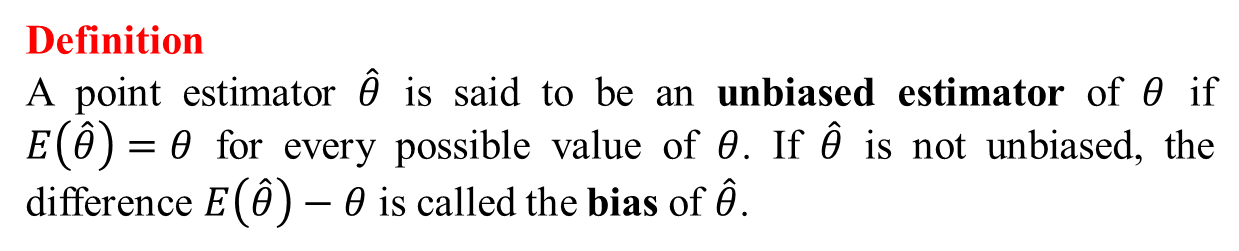 Definition
A point estimator θ̂ is said to be an unbiased estimator of θ if
E(θ̂) = θ for every possible value of θ. If θ̂ is not unbiased, the
difference E(θ̂) − θ is called the bias of θ̂.